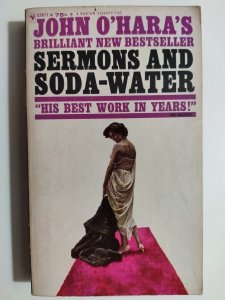 JOHN O'HARA'S
BRILLIANT NEW BESTSELLER
SERMONS AND
SODA-WATER
"HIS BEST WORK IN YEARS!"